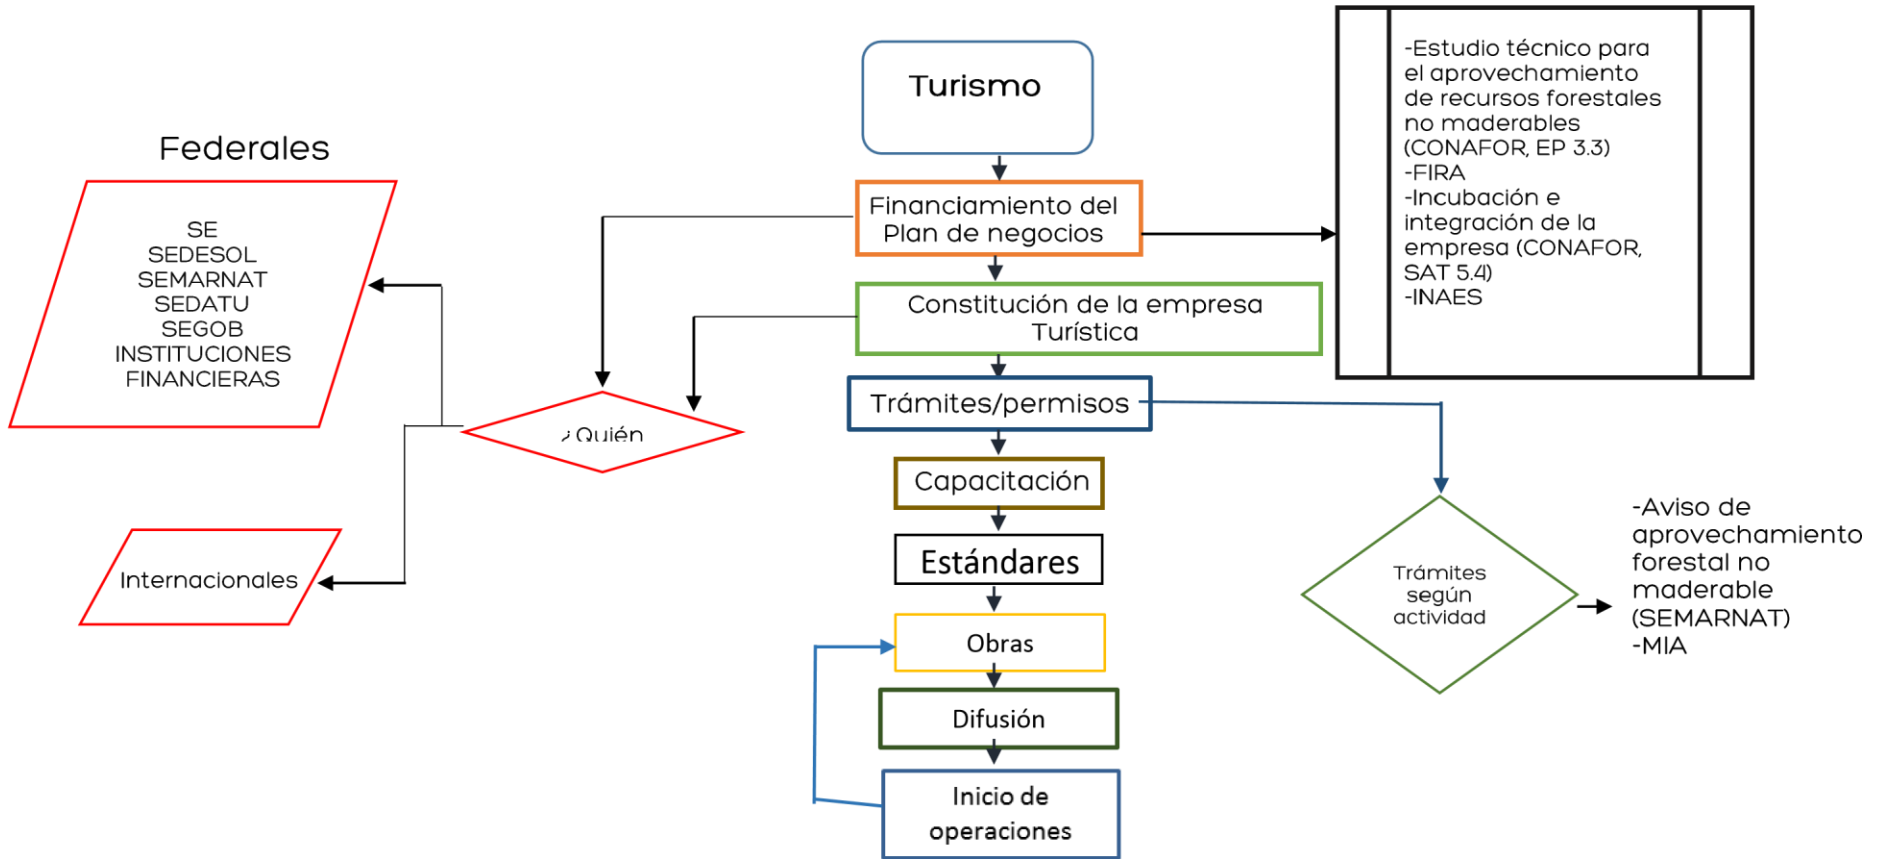 Turismo
Federales
SE
SEDESOL
SEMARNAT
SEDATU
SEGOB
INSTITUCIONES
FINANCIERAS
Internacionales
¿Quién
Financiamiento del
Plan de negocios
Constitución de la empresa
Turística
Trámites/permisos
Capacitación
Estándares
Obras
Difusión
Inicio de
operaciones
-Estudio técnico para
el aprovechamiento
de recursos forestales
no maderables
(CONAFOR, EP 3.3)
-FIRA
-Incubación e
integración de la
empresa (CONAFOR,
SAT 5.4)
-INAES
Trámites
según
actividad
-Aviso de
aprovechamiento
forestal no
maderable
(SEMARNAT)
-MIA